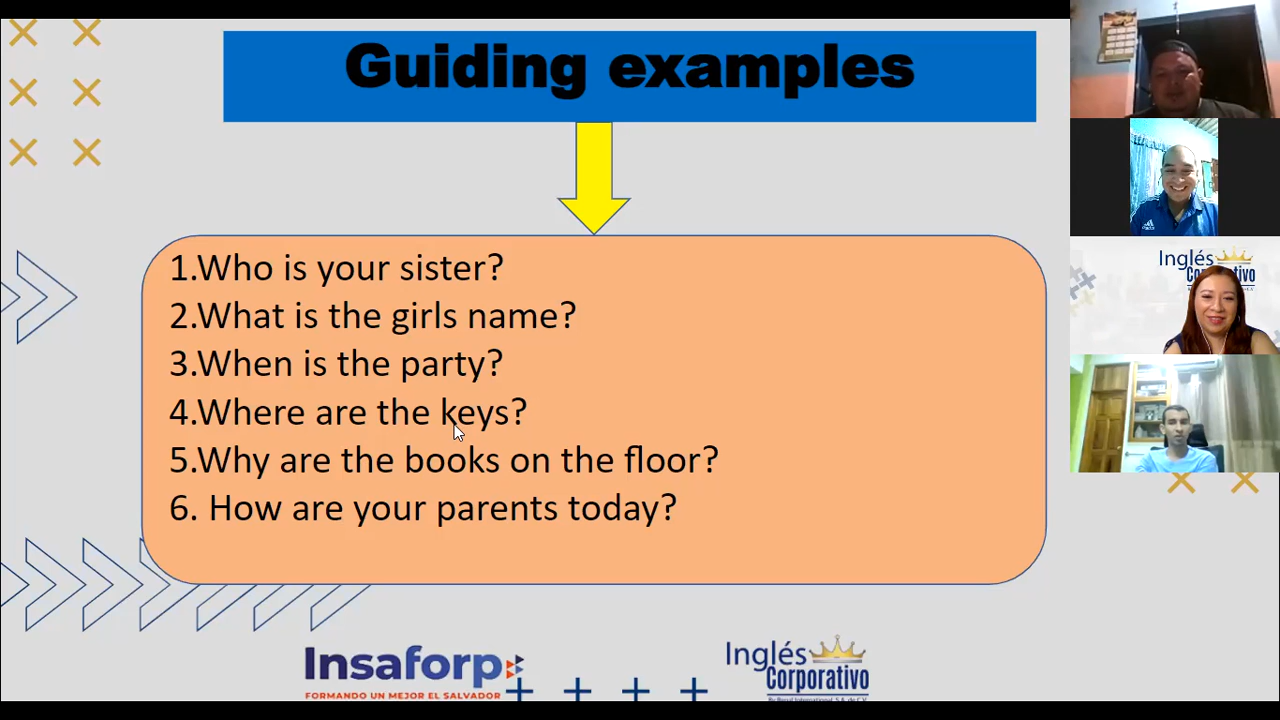 Guiding examples
1.Who is your sister?
2.What is the girls name?
3.When is the party?
4.Where are the keys?
5.Why are the books on the floor?
6. How are your parents today?
Insaforp
FORMANDO UN MEJOR EL SALVADOR
Inglés
Corporativo
Inglés